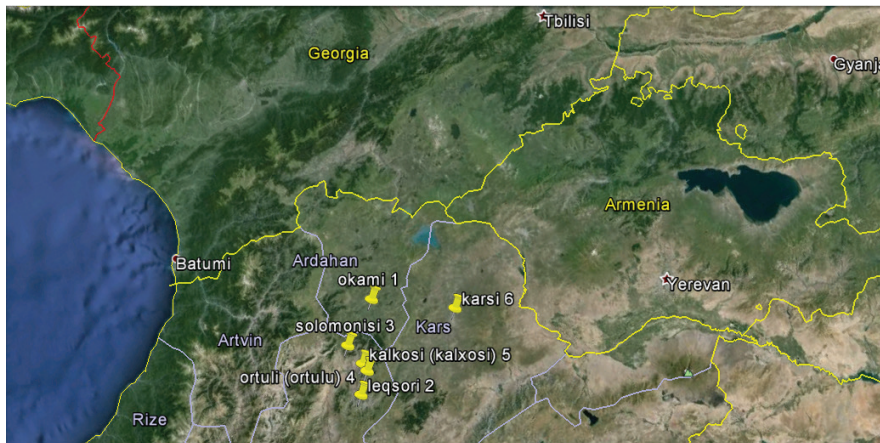 Tbilisi
Georgia
Gyanja
Armenia
Batumi
Ardahan
okami 1
Yerevan
karsi 6
solomonisi 3
Kars
Artvin
kalkosi (kalxosi) 5
ortuli (ortulu) 4
leqsori 2
Rize